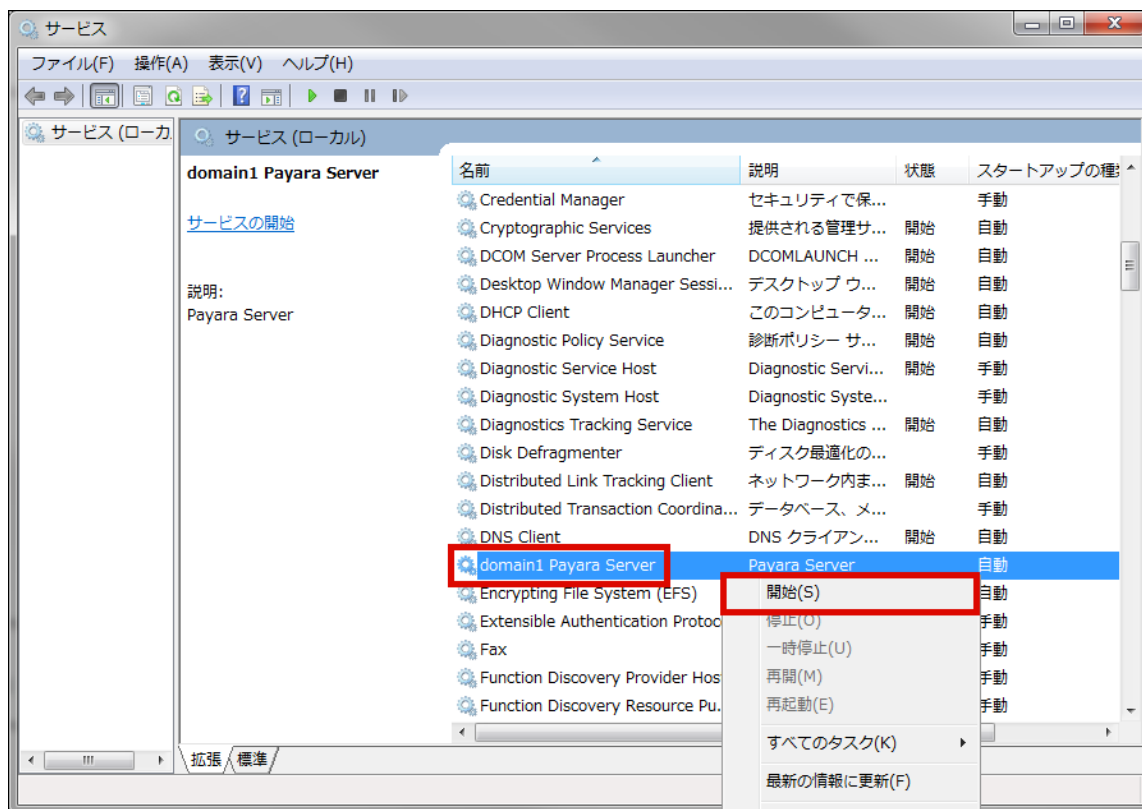 サービス
ファイル(F) 操作(A) 表示(V) ヘルプ(H)
サービス (ローカ
サービス (ローカル)
domain1 Payara Server
サービスの開始
説明:
Payara Server
名前 説明 状態 スタートアップの種
Credential Manager セキュリティで保... 手動
Cryptographic Services 提供される管理サ... 開始 自動
DCOM Server Process Launcher DCOMLAUNCH ... 開始 自動
Desktop Window Manager Sessi... デスクトップ ウ... 開始 自動
DHCP Client このコンピュータ... 開始 自動
Diagnostic Policy Service 診断ポリシー サ... 開始 自動
Diagnostic Service Host Diagnostic Servi... 開始 手動
Diagnostic System Host Diagnostic Syste... 手動
Diagnostics Tracking Service The Diagnostics ... 開始 自動
Disk Defragmenter ディスク最適化の... 手動
Distributed Link Tracking Client ネットワーク内ま... 開始 自動
Distributed Transaction Coordina... データベース、メ... 手動
DNS Client DNS クライアン... 開始 自動
domain1 Payara Server Payara Server 自動
Encrypting File System (EFS) 自動
Extensible Authentication Protoco 手動
Fax 手動
Function Discovery Provider Hos 手動
Function Discovery Resource Pu. 手動
開始(S)
停止(O)
一時停止(U)
再開(M)
再起動(E)
すべてのタスク(K)
最新の情報に更新(F)
拡張 標準